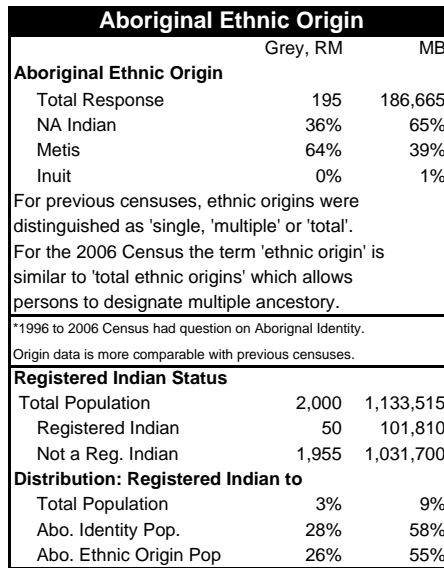 Aboriginal Ethnic Origin
Grey, RM MB
Aboriginal Ethnic Origin
Total Response 195 186,665
NA Indian 36% 65%
Metis 64% 39%
Inuit 0% 1%
For previous censuses, ethnic origins were
distinguished as 'single, 'multiple' or 'total'.
For the 2006 Census the term 'ethnic origin' is
similar to 'total ethnic origins' which allows
persons to designate multiple ancestory.
*1996 to 2006 Census had question on Aborignal Identity.
Origin data is more comparable with previous censuses.
Registered Indian Status
Total Population 2,000 1,133,515
Registered Indian 50 101,810
Not a Reg. Indian 1,955 1,031,700
Distribution: Registered Indian to
Total Population 3% 9%
Abo. Identity Pop. 28% 58%
Abo. Ethnic Origin Pop 26% 55%